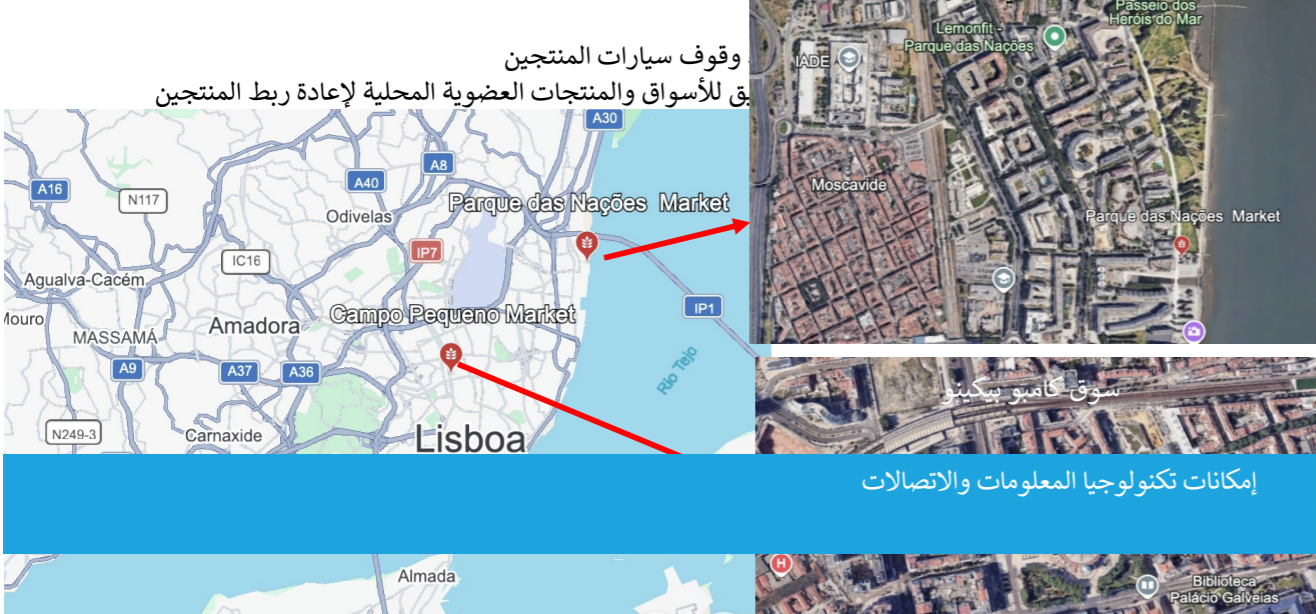 وقوف سيارات المنتجين
للأسواق والمنتجات العضوية المحلية لإعادة ربط المنتجين
A30
A16
N117
A8
A40
Odivelas
Parque das Nações Market
IP7
IC16
Agualva-Cacém
Mouro
Amadora
Campo Pequeno Market
IP1
MASSAMÁ
A9
A37
A36
Rio Tejo
N249-3
Carnaxide
Lisboa
Almada
Passeio dos
Heróis do Mar
Lemonfit -
Parque das Nações
IADE
Moscavide
Parque das Nações Market
سوق كامبو بيكينو
إمكانات تكنولوجيا المعلومات والاتصالات
H
Biblioteca
Palácio Galveias